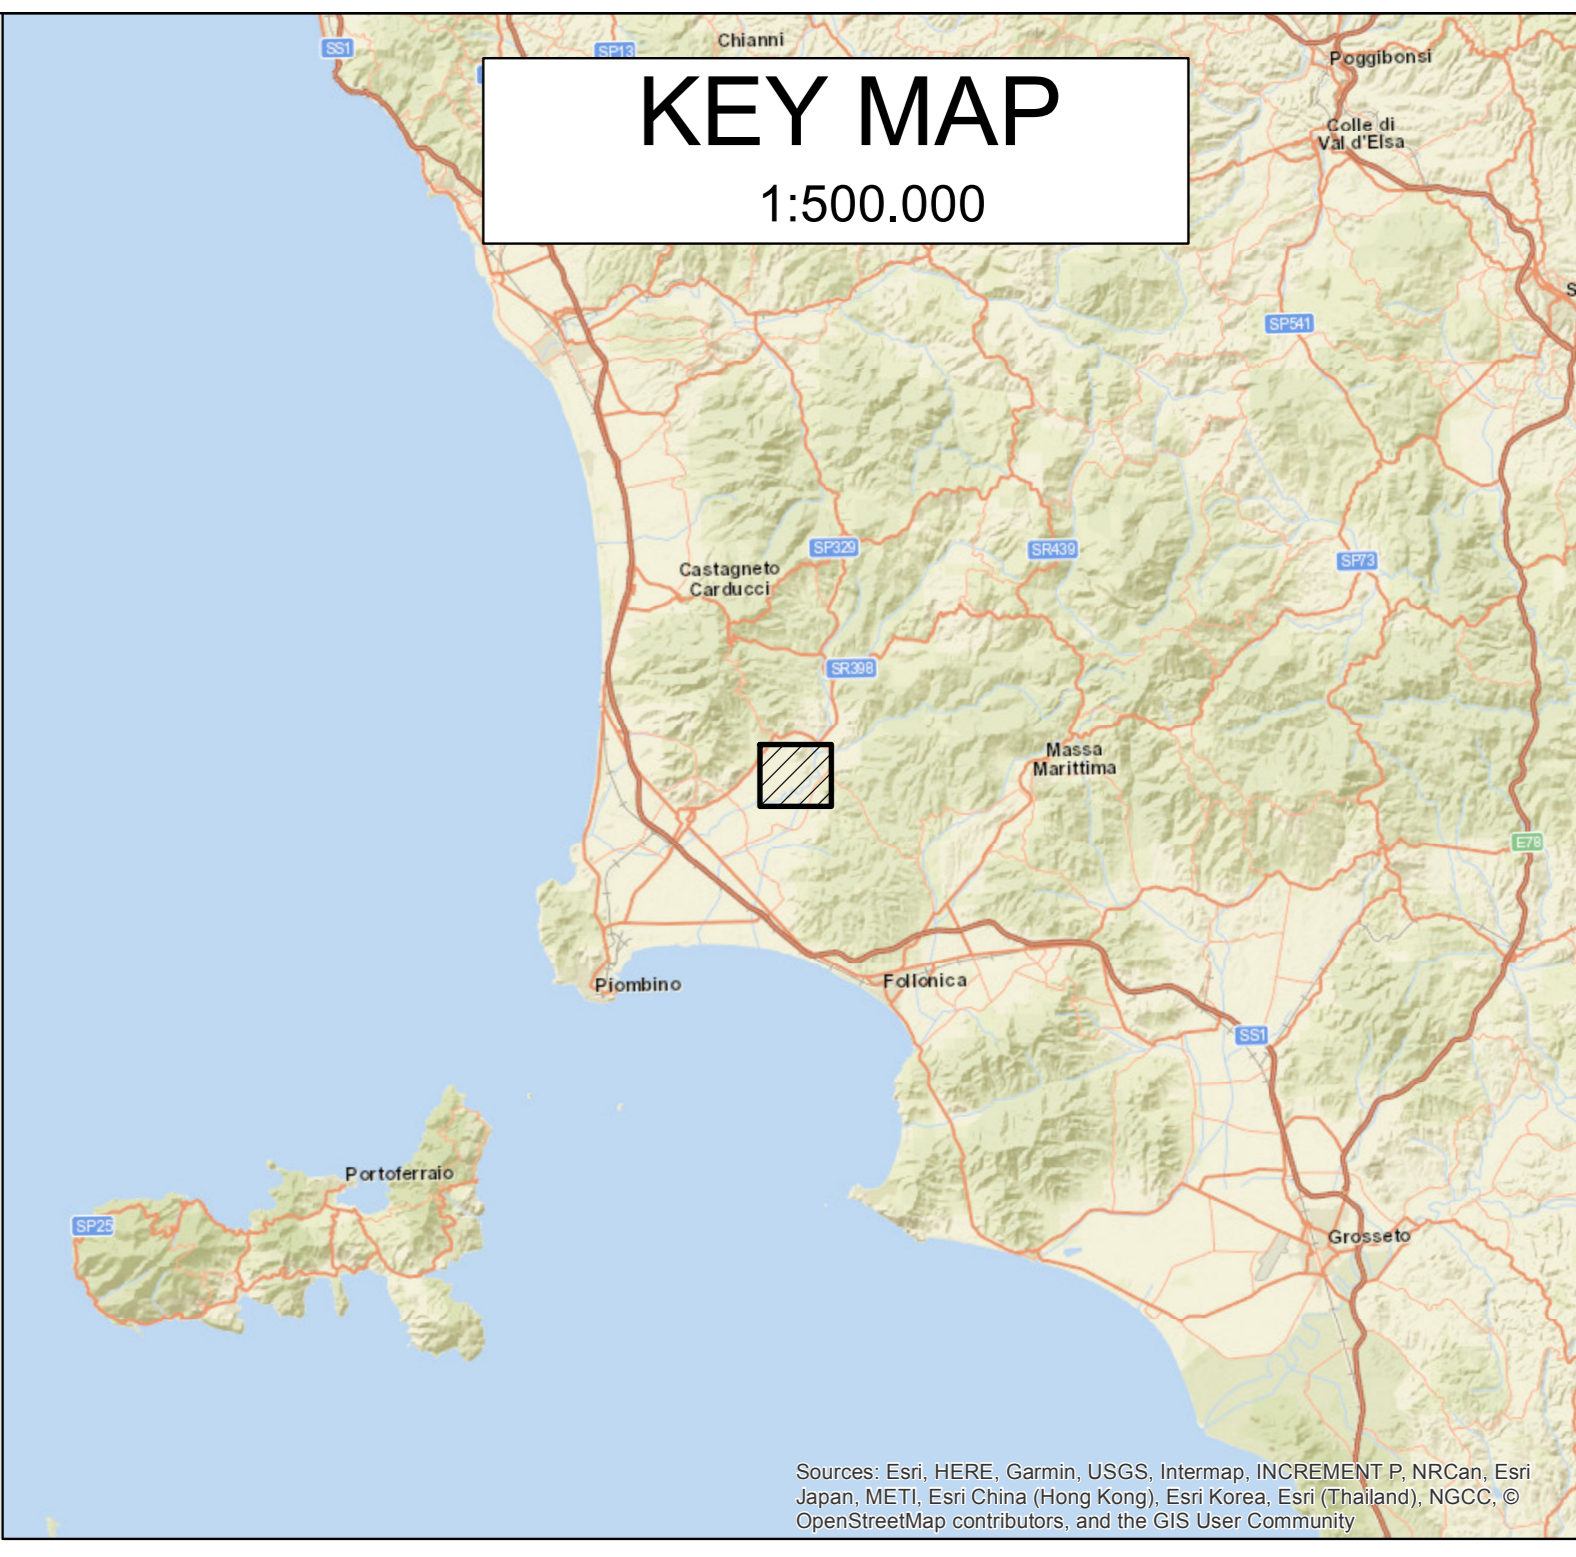 Chianni
SS1
SP13
Poggibonsi
KEY MAP
1:500.000
Colle di
Val d'Elsa
S
SP541
SP329
SR439
SP73
Castagneto
Carducci
SR398
Massa
Marittima
E78
Piombino
Follonica
SS1
Portoferraio
SP25
Grosseto
Sources: Esri, HERE, Garmin, USGS, Intermap, INCREMENT P, NRCan, Esri
Japan, METI, Esri China (Hong Kong), Esri Korea, Esri (Thailand), NGCC, ©
OpenStreetMap contributors, and the GIS User Community